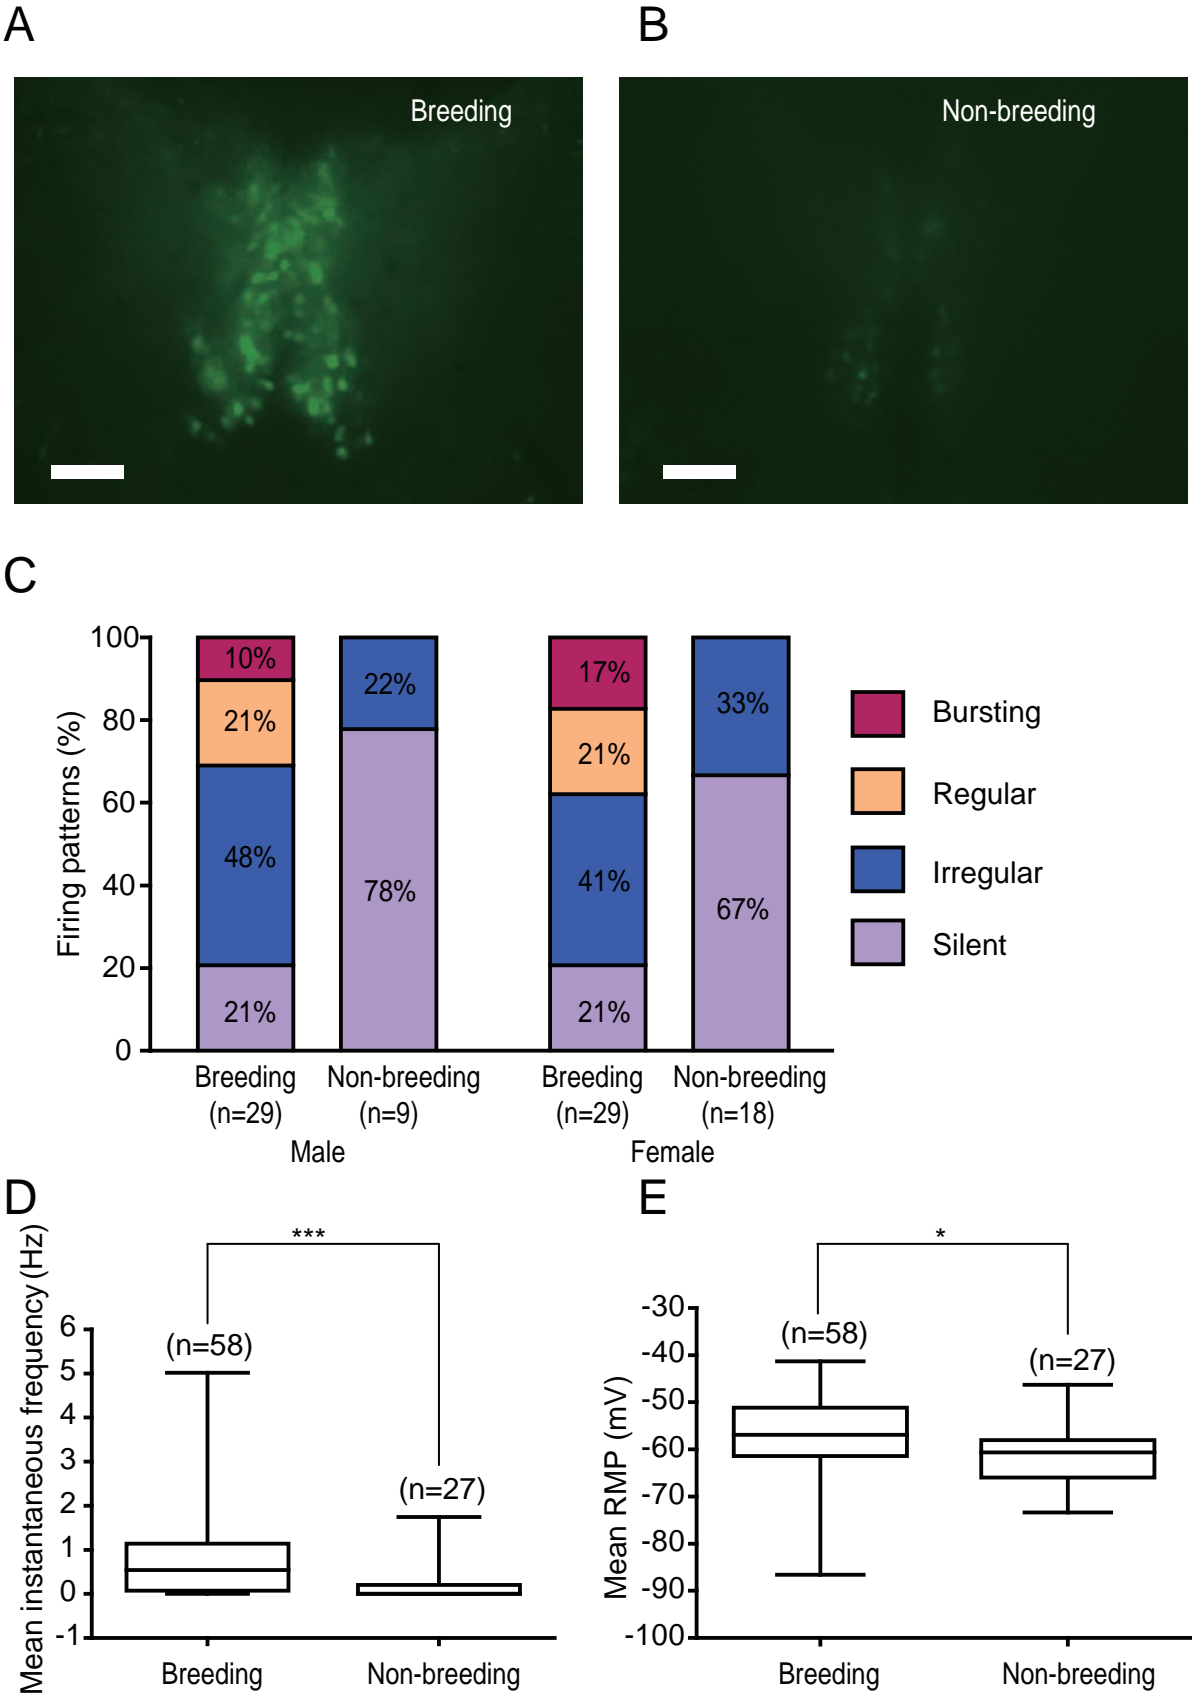 A
B
Breeding
Non-breeding
C
Firing patterns (%)
100
80
60
40
20
0
10%
21%
48%
21%
22%
78%
17%
21%
41%
21%
33%
67%
Bursting
Regular
Irregular
Silent
Breeding
(n=29)
Non-breeding
(n=9)
Breeding
(n=29)
Non-breeding
(n=18)
Male
Female
D
Mean instantaneous frequency (Hz)
***
6
5
4
3
2
1
0
-1
(n=58)
(n=27)
Breeding
Non-breeding
E
Mean RMP (mV)
*
-30
-40
-50
-60
-70
-80
-90
-100
(n=58)
(n=27)
Breeding
Non-breeding